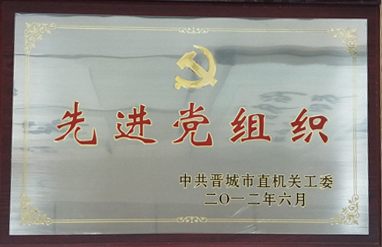 先进党组织
中共晋城市直机关工委
二〇一二年六月